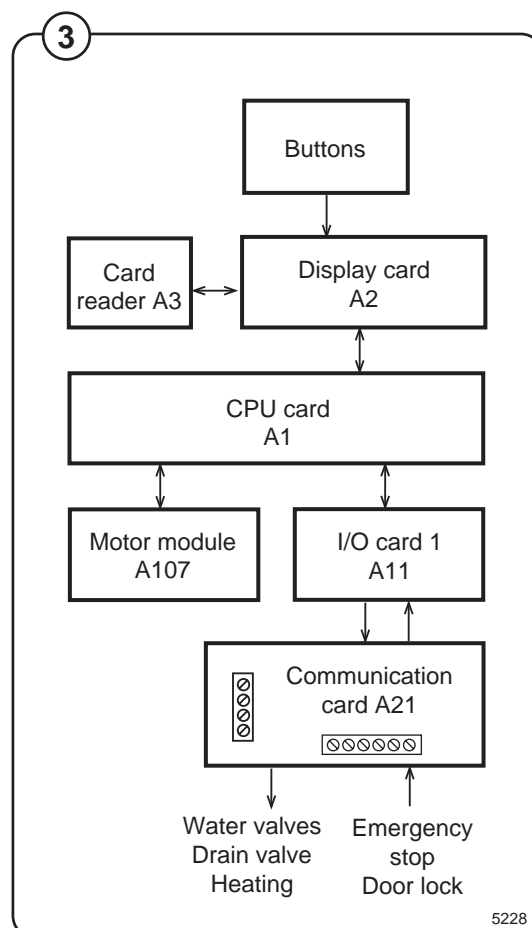 3
Buttons
Card
reader A3
Display card
A2
CPU card
A1
Motor module
A107
I/O card 1
A11
Communication
card A21
Water valves
Drain valve
Heating
Emergency
stop
Door lock
5228